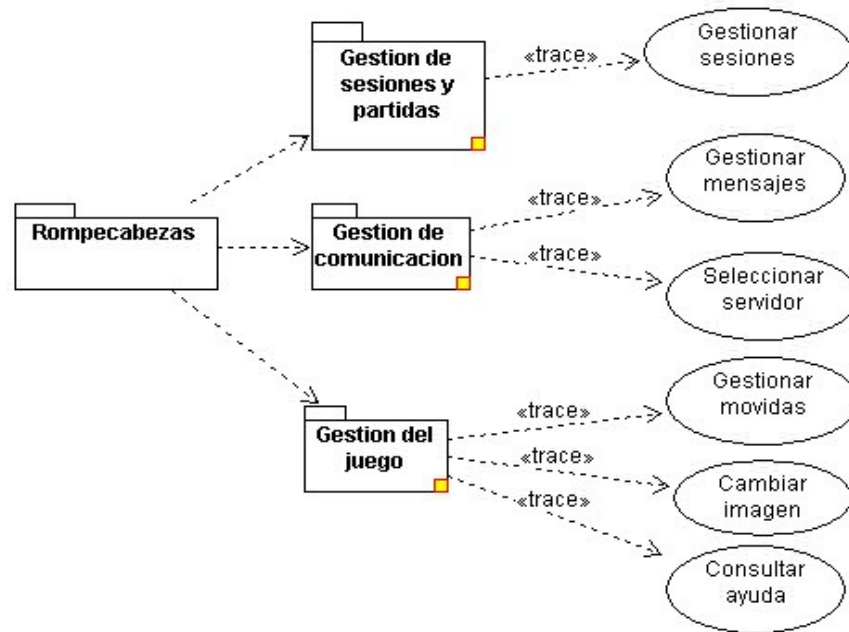 Gestion de
sesiones y
partidas
«trace»
Gestionar
sesiones
Rompecabezas
Gestion de
comunicacion
«trace»
Gestionar
mensajes
«trace»
Seleccionar
servidor
Gestion del
juego
«trace»
Gestionar
movidas
«trace»
Cambiar
imagen
«trace»
Consultar
ayuda